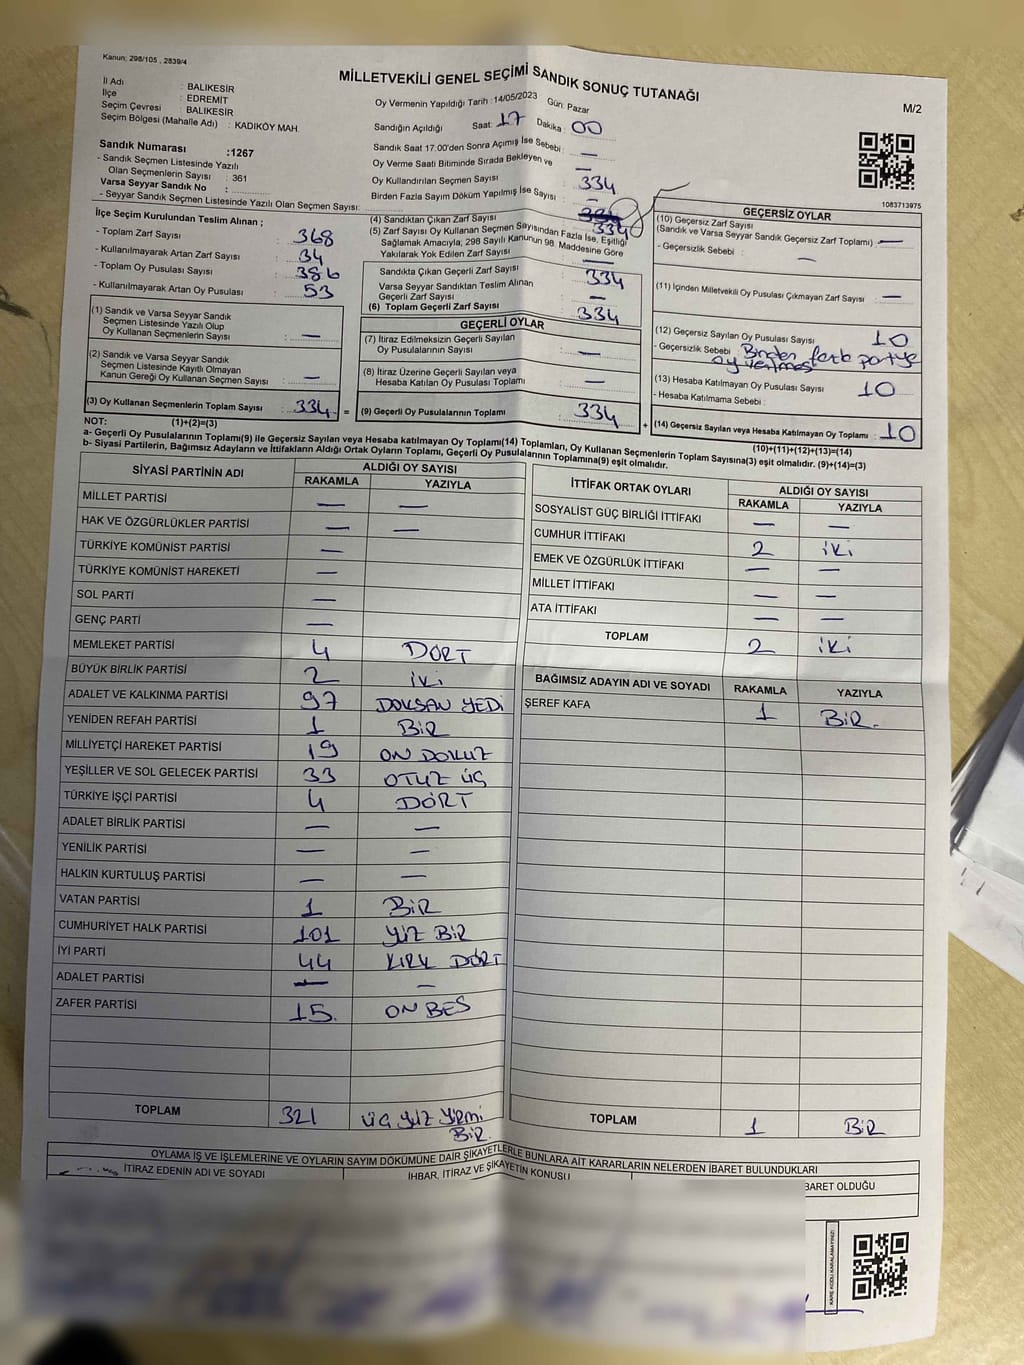 Kanun: 298/105 , 2839/4
MİLLETVEKİLİ GENEL SEÇİMİ SANDIK SONUÇ TUTANAĞI
M/2
İl Adı : BALIKESİR
İlçe : EDREMİT
Seçim Çevresi : BALIKESİR
Seçim Bölgesi (Mahalle Adı) : KADIKÖY MAH.
Sandık Numarası :1267
- Sandık Seçmen Listesinde Yazılı
Olan Seçmenlerin Sayısı : 361
Varsa Seyyar Sandık No :
- Seyyar Sandık Seçmen Listesinde Yazılı Olan Seçmen Sayısı:
Oy Vermenin Yapıldığı Tarih :14/05/2023 Gün: Pazar
Sandığın Açıldığı Saat: 17 Dakika: 00
Sandık Saat 17.00'den Sonra Açımış İse Sebebi : —
Oy Verme Saati Bitiminde Sırada Bekleyen ve
Oy Kullandırılan Seçmen Sayısı : —
334
Birden Fazla Sayım Döküm Yapılmış İse Sayısı : —
1083713975
İlçe Seçim Kurulundan Teslim Alınan ;
- Toplam Zarf Sayısı : 368
- Kullanılmayarak Artan Zarf Sayısı : 34
- Toplam Oy Pusulası Sayısı : 386
- Kullanılmayarak Artan Oy Pusulası : 53
(1) Sandık ve Varsa Seyyar Sandık
Seçmen Listesinde Yazılı Olup
Oy Kullanan Seçmenlerin Sayısı : —
(2) Sandık ve Varsa Seyyar Sandık
Seçmen Listesinde Kayıtlı Olmayan
Kanun Gereği Oy Kullanan Seçmen Sayısı : —
(3) Oy Kullanan Seçmenlerin Toplam Sayısı : 334 =
(4) Sandıktan Çıkan Zarf Sayısı : 334
334
(5) Zarf Sayısı Oy Kullanan Seçmen Sayısından Fazla İse, Eşitliği
Sağlamak Amacıyla, 298 Sayılı Kanunun 98. Maddesine Göre
Yakılarak Yok Edilen Zarf Sayısı : —
Sandıkta Çıkan Geçerli Zarf Sayısı : 334
Varsa Seyyar Sandıktan Teslim Alınan
Geçerli Zarf Sayısı : —
(6) Toplam Geçerli Zarf Sayısı : 334
GEÇERLİ OYLAR
(7) İtiraz Edilmeksizin Geçerli Sayılan
Oy Pusulalarının Sayısı : —
(8) İtiraz Üzerine Geçerli Sayılan veya
Hesaba Katılan Oy Pusulası Toplamı : —
(9) Geçerli Oy Pusulalarının Toplamı : 334 +
GEÇERSİZ OYLAR
(10) Geçersiz Zarf Sayısı
(Sandık ve Varsa Seyyar Sandık Geçersiz Zarf Toplamı) : —
- Geçersizlik Sebebi : —
(11) İçinden Milletvekili Oy Pusulası Çıkmayan Zarf Sayısı : —
(12) Geçersiz Sayılan Oy Pusulası Sayısı : 10
- Geçersizlik Sebebi : Birden fazla partiye
oy verilmesi
(13) Hesaba Katılmayan Oy Pusulası Sayısı : 10
- Hesaba Katılmama Sebebi :
(14) Geçersiz Sayılan veya Hesaba Katılmayan Oy Toplamı : 10
NOT: (1)+(2)=(3)
(10)+(11)+(12)+(13)=(14)
a- Geçerli Oy Pusulalarının Toplamı(9) ile Geçersiz Sayılan veya Hesaba katılmayan Oy Toplamı(14) Toplamları, Oy Kullanan Seçmenlerin Toplam Sayısına(3) eşit olmalıdır. (9)+(14)=(3)
b- Siyasi Partilerin, Bağımsız Adayların ve İttifakların Aldığı Ortak Oyların Toplamı, Geçerli Oy Pusulalarının Toplamına(9) eşit olmalıdır.
SİYASİ PARTİNİN ADI ALDIĞI OY SAYISI
RAKAMLA YAZIYLA
MİLLET PARTİSİ — —
HAK VE ÖZGÜRLÜKLER PARTİSİ — —
TÜRKİYE KOMÜNİST PARTİSİ —
TÜRKİYE KOMÜNİST HAREKETİ —
SOL PARTİ —
GENÇ PARTİ —
MEMLEKET PARTİSİ 4 DÖRT
BÜYÜK BİRLİK PARTİSİ 2 iki
ADALET VE KALKINMA PARTİSİ 97 DOKSAN YEDİ
YENİDEN REFAH PARTİSİ 1 BİR
MİLLİYETÇİ HAREKET PARTİSİ 19 ON DOKUZ
YEŞİLLER VE SOL GELECEK PARTİSİ 33 OTUZ ÜÇ
TÜRKİYE İŞÇİ PARTİSİ 4 DÖRT
ADALET BİRLİK PARTİSİ — —
YENİLİK PARTİSİ — —
HALKIN KURTULUŞ PARTİSİ — —
VATAN PARTİSİ 1 BİR
CUMHURİYET HALK PARTİSİ 101 YÜZ BİR
İYİ PARTİ 44 KIRK DÖRT
ADALET PARTİSİ — —
ZAFER PARTİSİ 15 ON BES
TOPLAM 321 ÜÇ YÜZ YİRMİ
BİR
İTTİFAK ORTAK OYLARI ALDIĞI OY SAYISI
RAKAMLA YAZIYLA
SOSYALİST GÜÇ BİRLİĞİ İTTİFAKI — —
CUMHUR İTTİFAKI 2 iki
EMEK VE ÖZGÜRLÜK İTTİFAKI — —
MİLLET İTTİFAKI — —
ATA İTTİFAKI — —
TOPLAM 2 iki
BAĞIMSIZ ADAYIN ADI VE SOYADI RAKAMLA YAZIYLA
ŞEREF KAFA 1 BİR.
TOPLAM 1 BİR
OYLAMA İŞ VE İŞLEMLERİNE VE OYLARIN SAYIM DÖKÜMÜNE DAİR ŞİKAYETLERLE BUNLARA AİT KARARLARIN NELERDEN İBARET BULUNDUKLARI
İTİRAZ EDENİN ADI VE SOYADI İHBAR, İTİRAZ VE ŞİKAYETİN KONUSU BARET OLDUĞU
KARE KODU KARALAMAYINIZ!